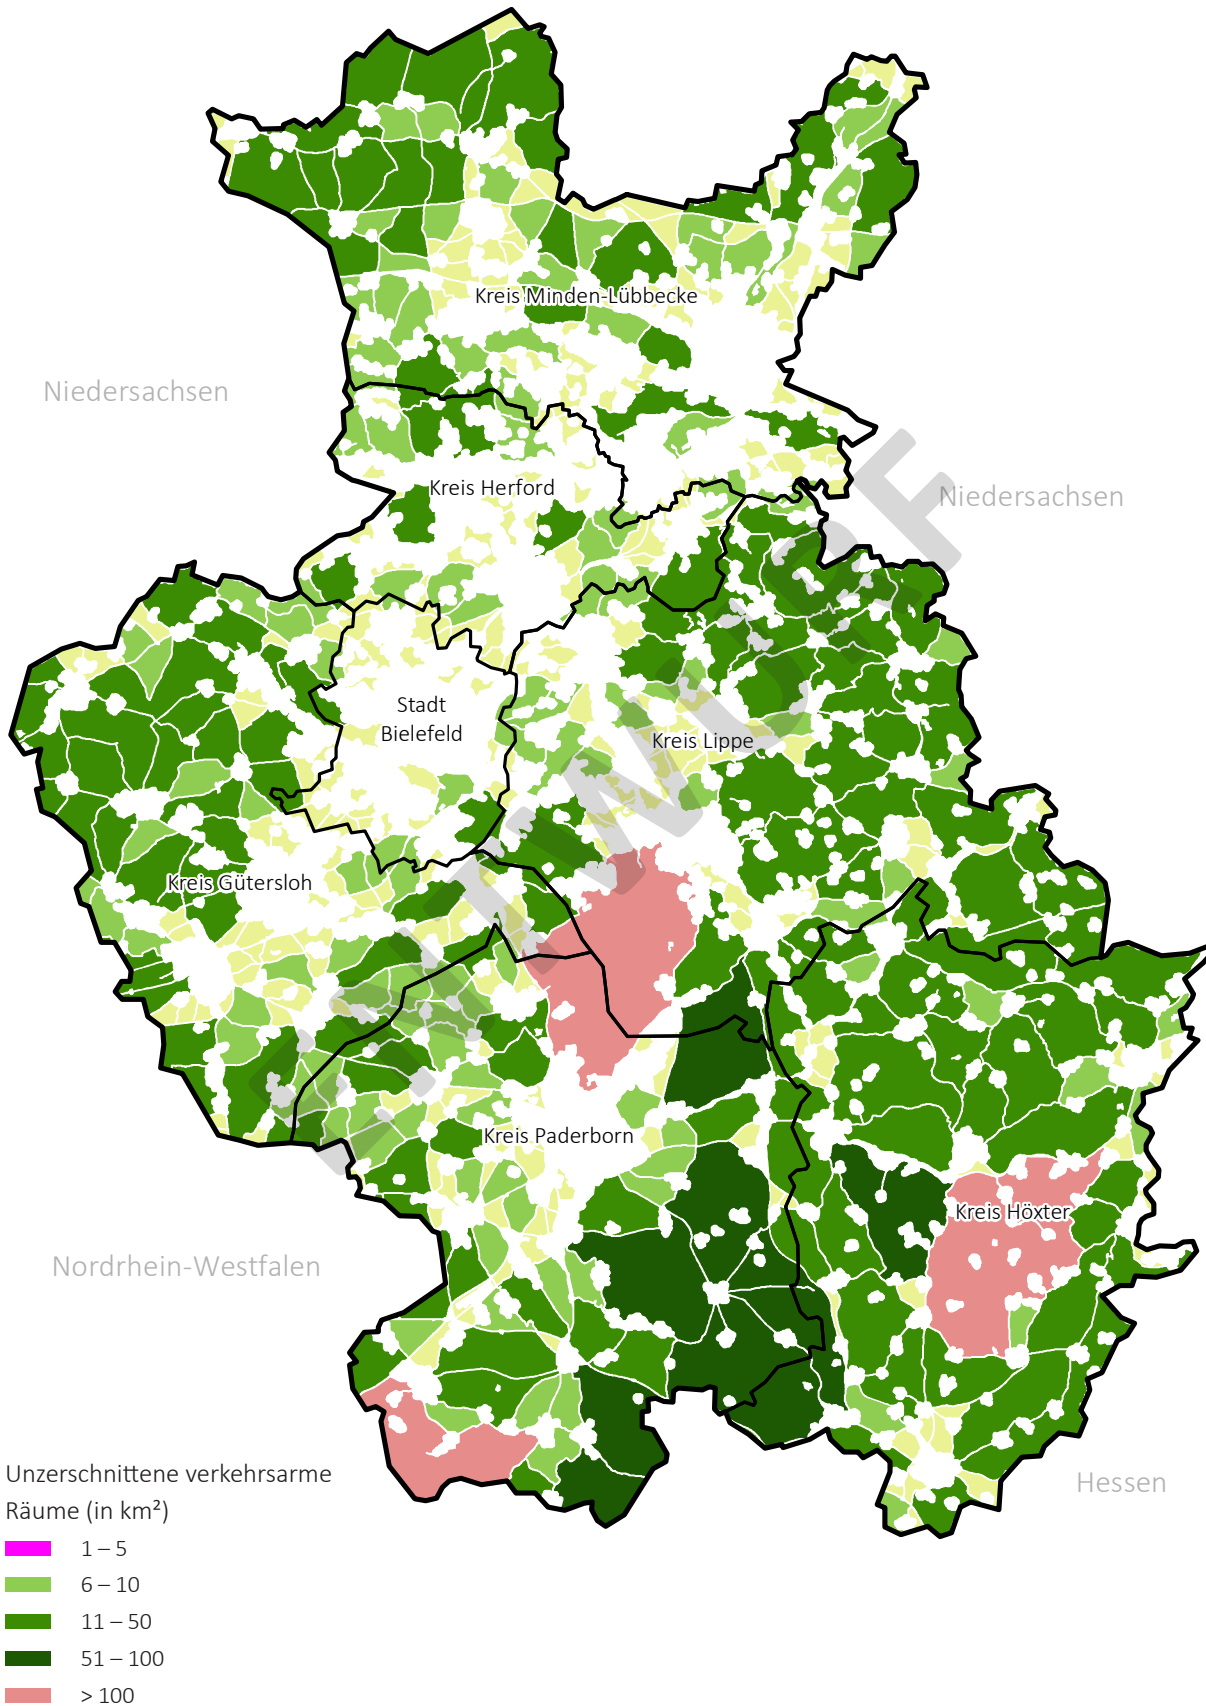 Kreis Minden-Lübbecke
Niedersachsen
Kreis Herford
Niedersachsen
Stadt
Bielefeld
Kreis Lippe
Kreis Gütersloh
ENTWURF
Kreis Paderborn
Kreis Höxter
Nordrhein-Westfalen
Hessen
Unzerschnittene verkehrsarme
Räume (in km²)
1 – 5
6 – 10
11 – 50
51 – 100
> 100